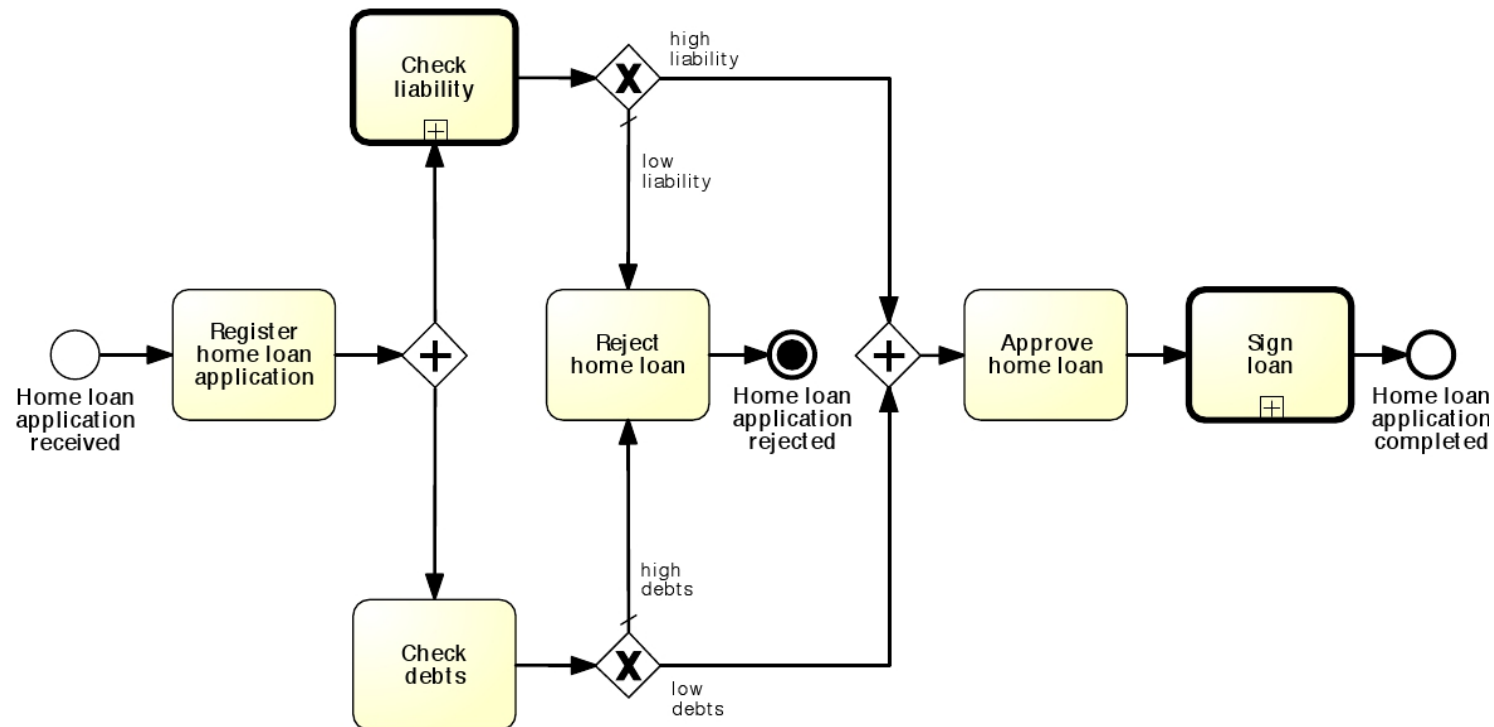 Check
liability
high
liability
low
liability
Home loan
application
received
Register
home loan
application
Reject
home loan
Home loan
application
rejected
Approve
home loan
Sign
loan
Home loan
application
completed
high
debts
Check
debts
low
debts